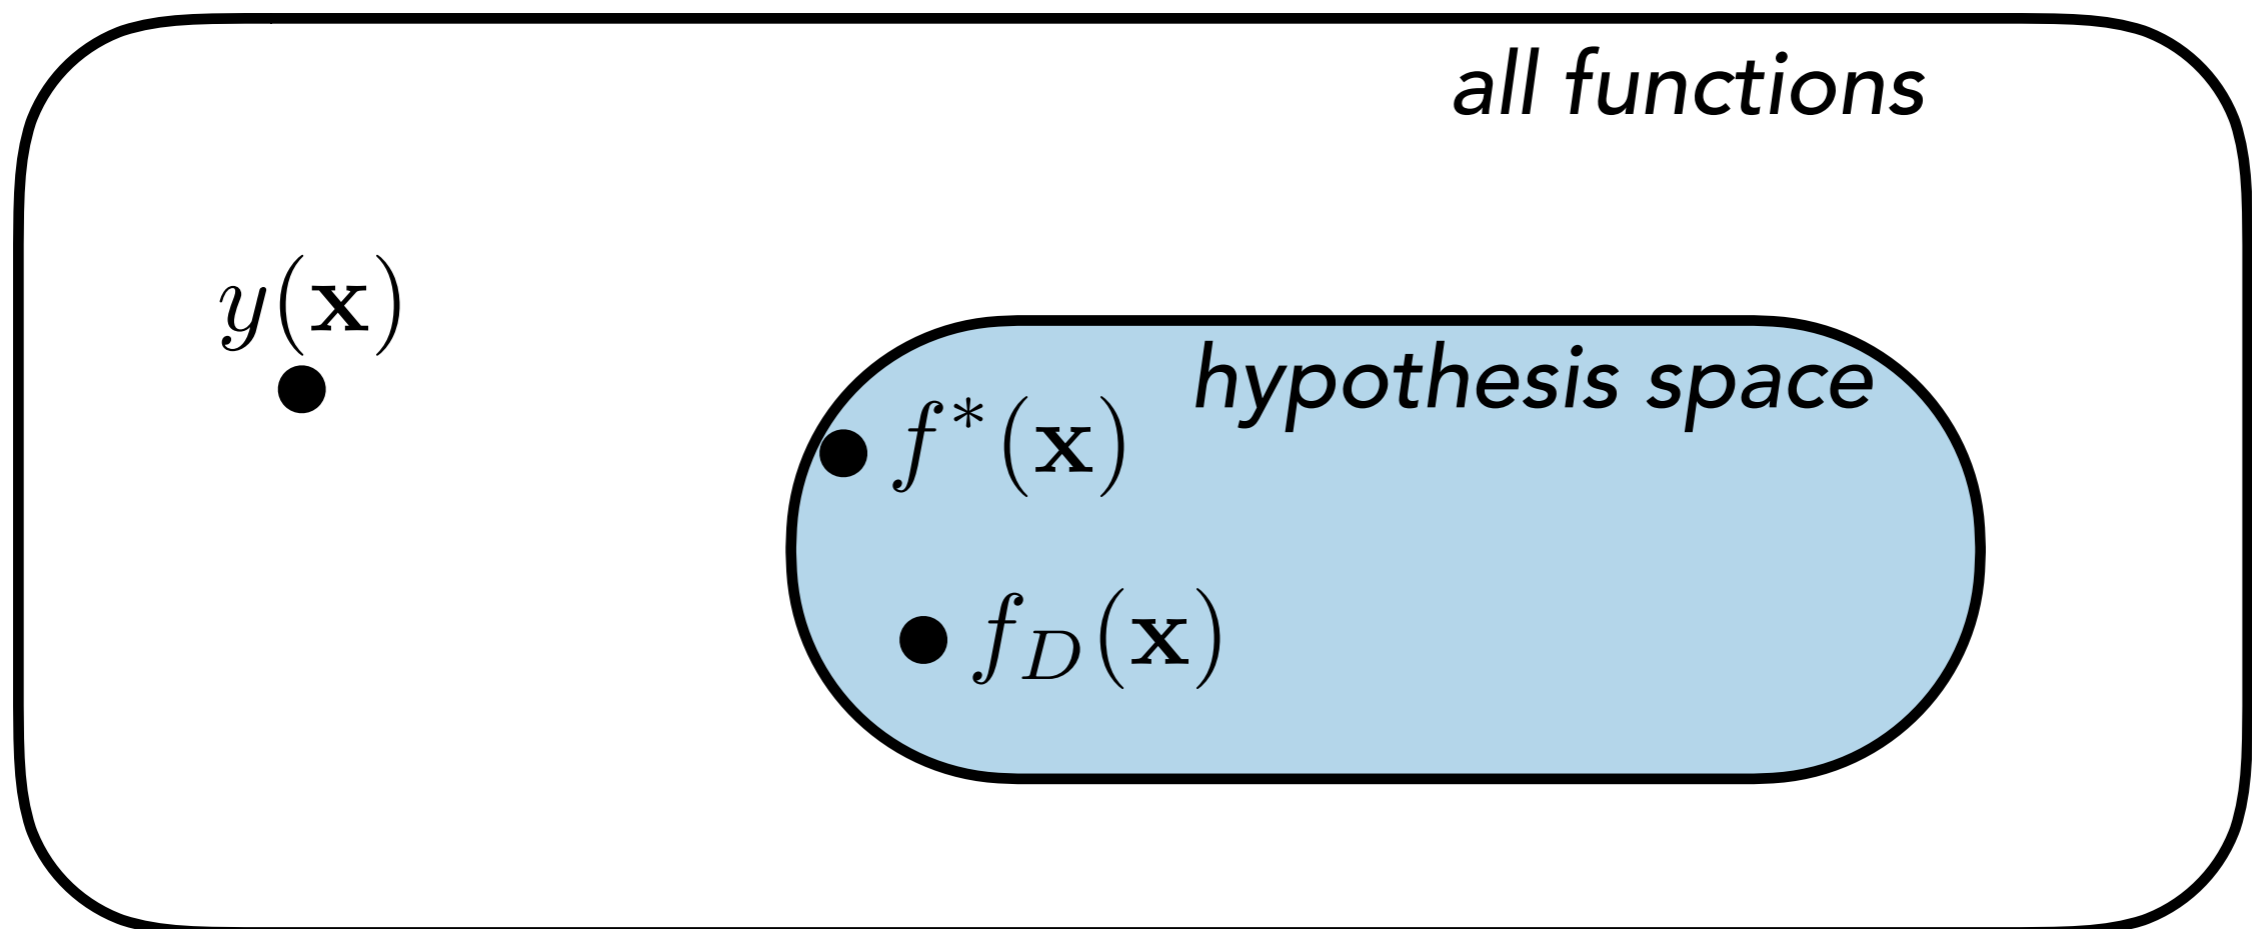 all functions
y(𝐱)
hypothesis space
f*(𝐱)
f_D(𝐱)